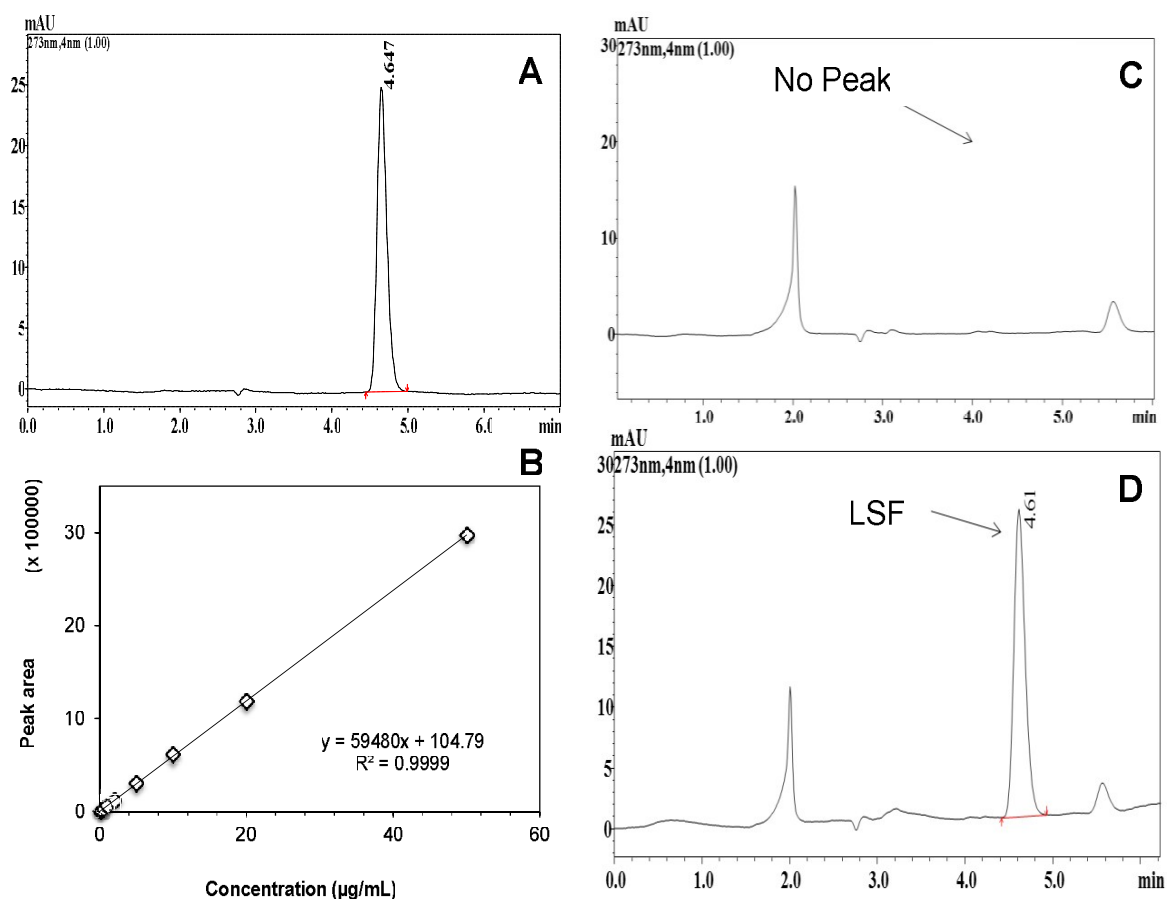 mAU
273nm,4nm (1.00)
A
4.647
25
20
15
10
5
0
0.0 1.0 2.0 3.0 4.0 5.0 6.0 min
B
(x 100000)
Peak area
30
20
10
0
y = 59480x + 104.79
R² = 0.9999
0 20 40 60
Concentration (µg/mL)
mAU
30
273nm,4nm (1.00)
C
No Peak
20
10
0
1.0 2.0 3.0 4.0 5.0 min
mAU
30 273nm,4nm (1.00)
D
LSF
4.61
25
20
15
10
5
0
0.0 1.0 2.0 3.0 4.0 5.0 min